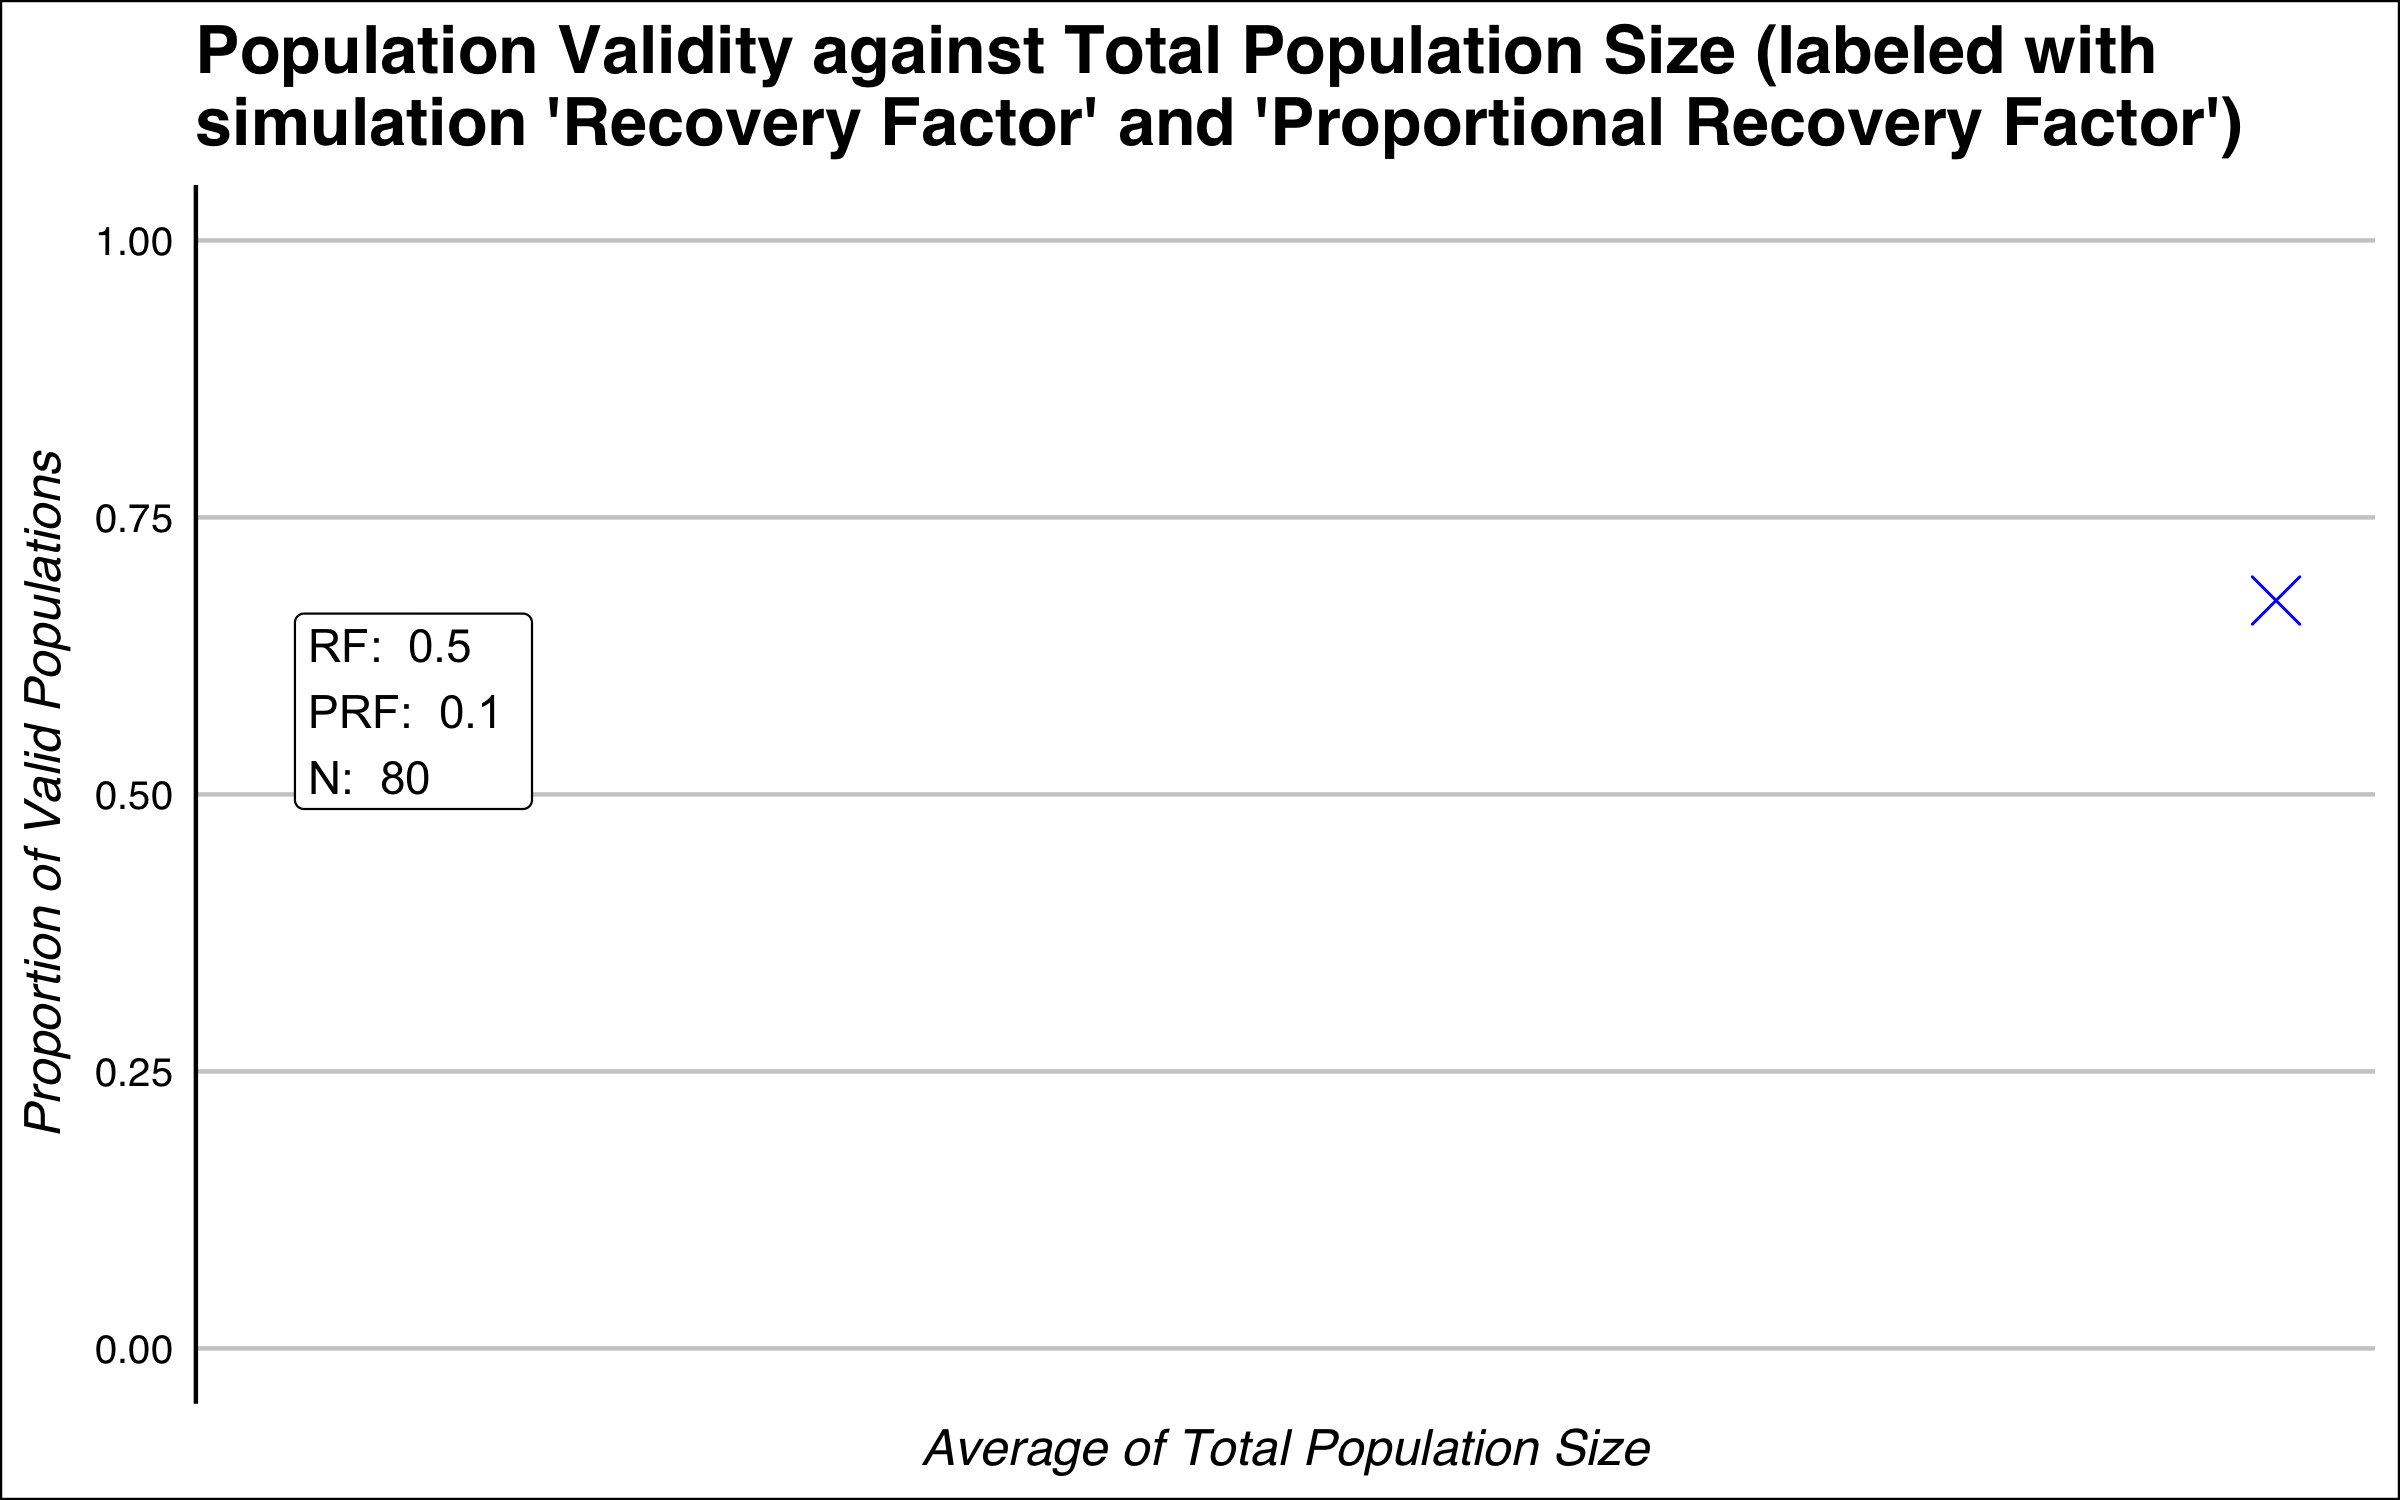 Population Validity against Total Population Size (labeled with
simulation 'Recovery Factor' and 'Proportional Recovery Factor')
1.00
0.75
0.50
0.25
0.00
Proportion of Valid Populations
RF: 0.5
PRF: 0.1
N: 80
Average of Total Population Size